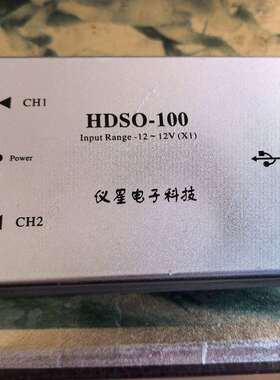 CH1
HDSO-100
Input Range -12 ~ 12V (X1)
Power
仪星电子科技
CH2